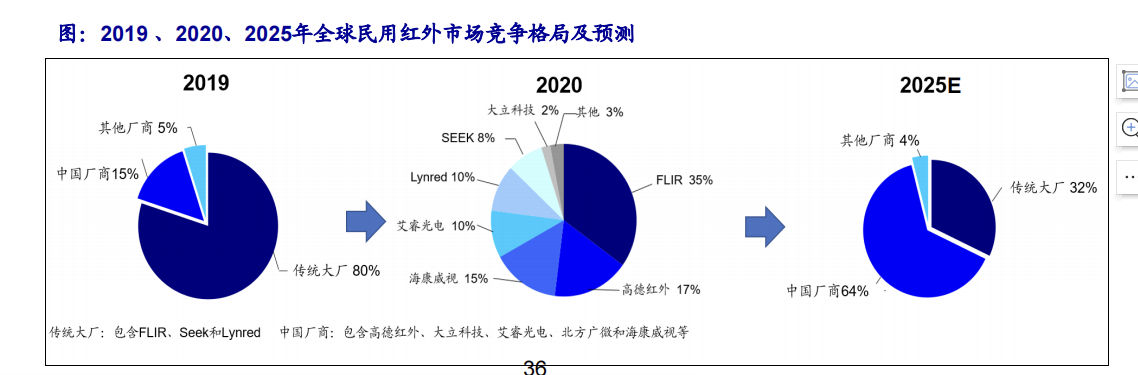 图：2019 、2020、2025年全球民用红外市场竞争格局及预测
2019
其他厂商 5%
中国厂商15%
传统大厂 80%
2020
大立科技 2%
其他 3%
SEEK 8%
Lynred 10%
艾睿光电 10%
海康威视 15%
FLIR 35%
高德红外 17%
2025E
其他厂商 4%
传统大厂 32%
中国厂商64%
传统大厂：包含FLIR、Seek和Lynred 中国厂商：包含高德红外、大立科技、艾睿光电、北方广微和海康威视等
36